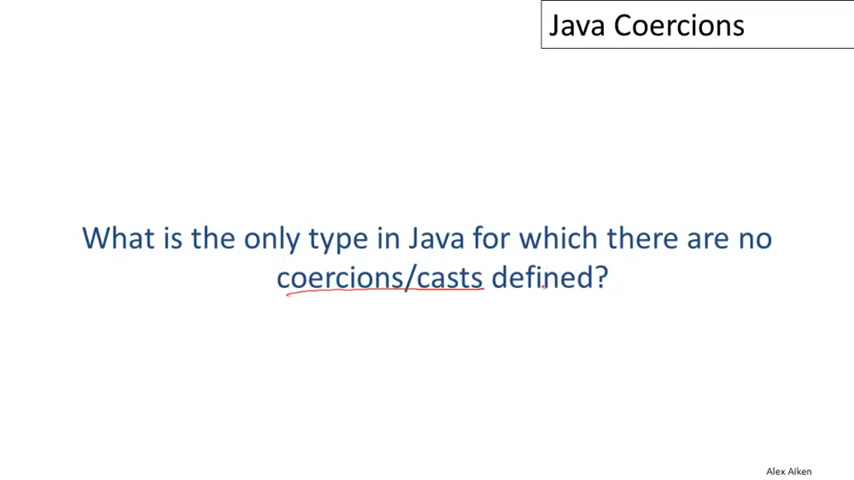 Java Coercions
What is the only type in Java for which there are no
coercions/casts defined?
Alex Aiken